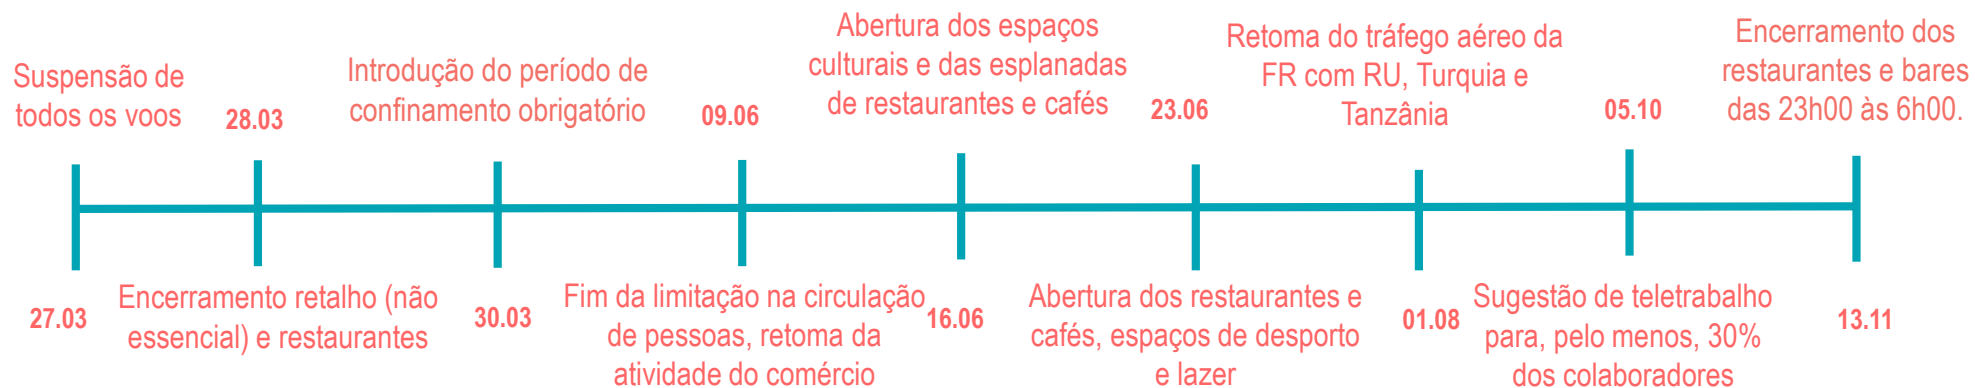 Suspensão de
todos os voos
27.03
28.03
Encerramento retalho (não
essencial) e restaurantes
Introdução do período de
confinamento obrigatório
30.03
09.06
Fim da limitação na circulação
de pessoas, retoma da
atividade do comércio
Abertura dos espaços
culturais e das esplanadas
de restaurantes e cafés
16.06
23.06
Abertura dos restaurantes e
cafés, espaços de desporto
e lazer
Retoma do tráfego aéreo da
FR com RU, Turquia e
Tanzânia
01.08
05.10
Sugestão de teletrabalho
para, pelo menos, 30%
dos colaboradores
Encerramento dos
restaurantes e bares
das 23h00 às 6h00.
13.11